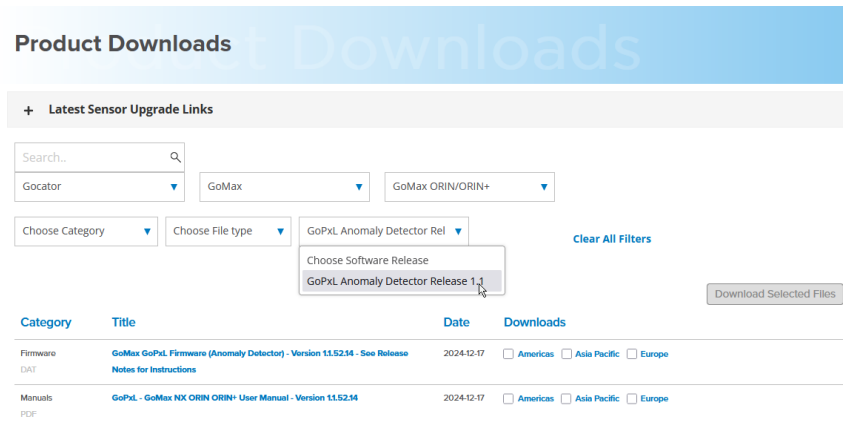 Product Downloads
+ Latest Sensor Upgrade Links
Search..
Gocator ▼ GoMax ▼ GoMax ORIN/ORIN+ ▼
Choose Category ▼ Choose File type ▼ GoPxL Anomaly Detector Rel ▼ Clear All Filters
Choose Software Release
GoPxL Anomaly Detector Release 1.1
Download Selected Files
Category Title Date Downloads
Firmware GoMax GoPxL Firmware (Anomaly Detector) - Version 1.1.52.14 - See Release 2024-12-17 Americas Asia Pacific Europe
DAT Notes for Instructions
Manuals GoPxL - GoMax NX ORIN ORIN+ User Manual - Version 1.1.52.14 2024-12-17 Americas Asia Pacific Europe
PDF